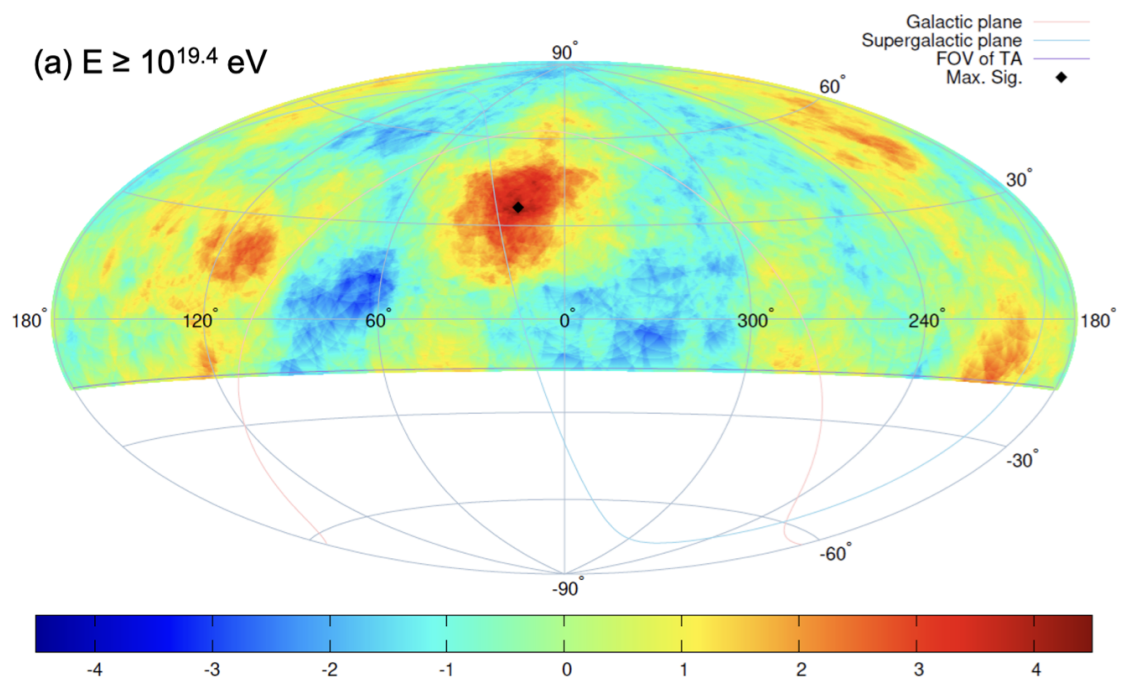 (a) E ≥ 10^19.4 eV
Galactic plane
Supergalactic plane
FOV of TA
Max. Sig.
90°
60°
30°
180° 120° 60° 0° 300° 240° 180°
-30°
-60°
-90°
-4 -3 -2 -1 0 1 2 3 4